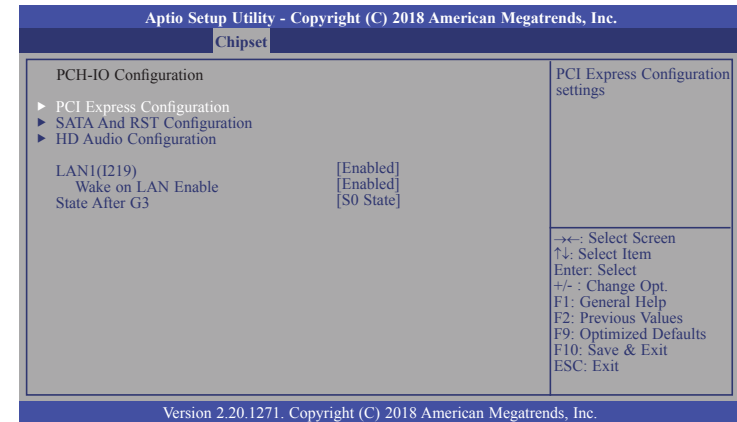 Aptio Setup Utility - Copyright (C) 2018 American Megatrends, Inc.
Chipset
PCH-IO Configuration
► PCI Express Configuration
► SATA And RST Configuration
► HD Audio Configuration
LAN1(I219) [Enabled]
Wake on LAN Enable [Enabled]
State After G3 [S0 State]
PCI Express Configuration
settings
→←: Select Screen
↑↓: Select Item
Enter: Select
+/- : Change Opt.
F1: General Help
F2: Previous Values
F9: Optimized Defaults
F10: Save & Exit
ESC: Exit
Version 2.20.1271. Copyright (C) 2018 American Megatrends, Inc.